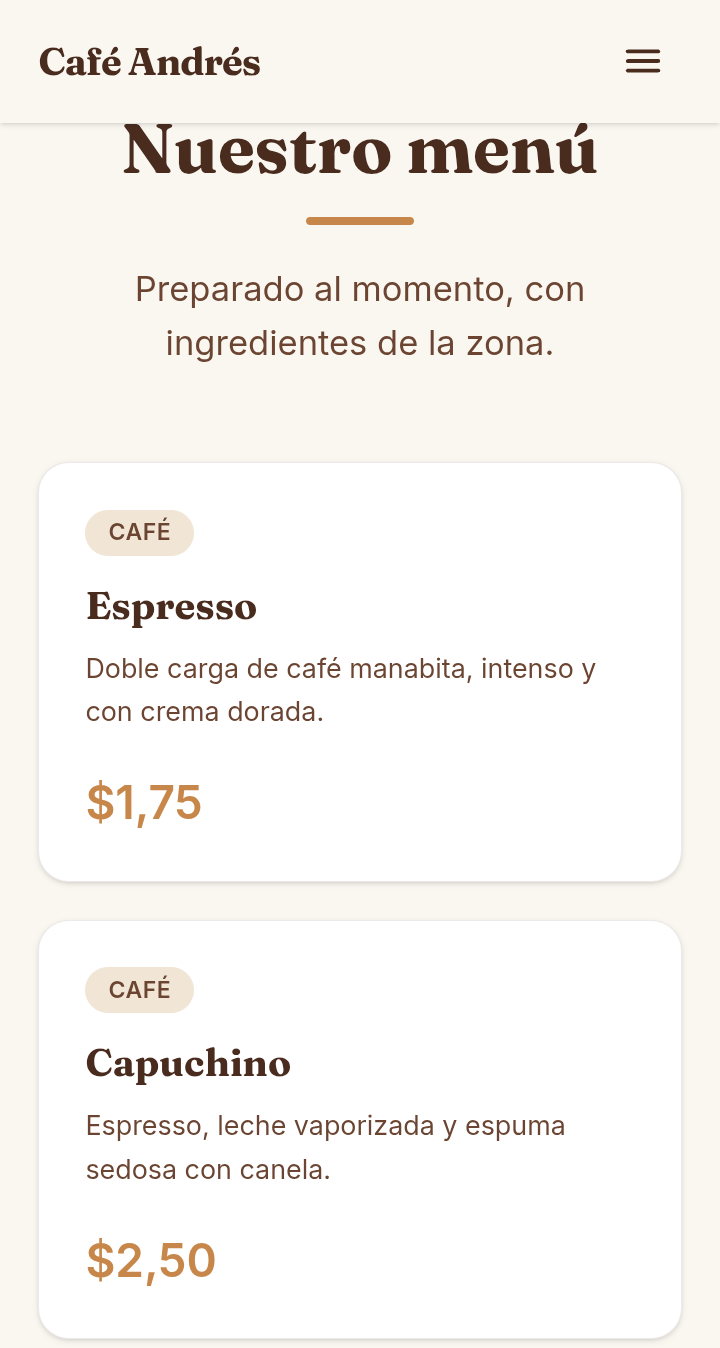 Café Andrés
Nuestro menú
Preparado al momento, con
ingredientes de la zona.
CAFÉ
Espresso
Doble carga de café manabita, intenso y
con crema dorada.
$1,75
CAFÉ
Capuchino
Espresso, leche vaporizada y espuma
sedosa con canela.
$2,50